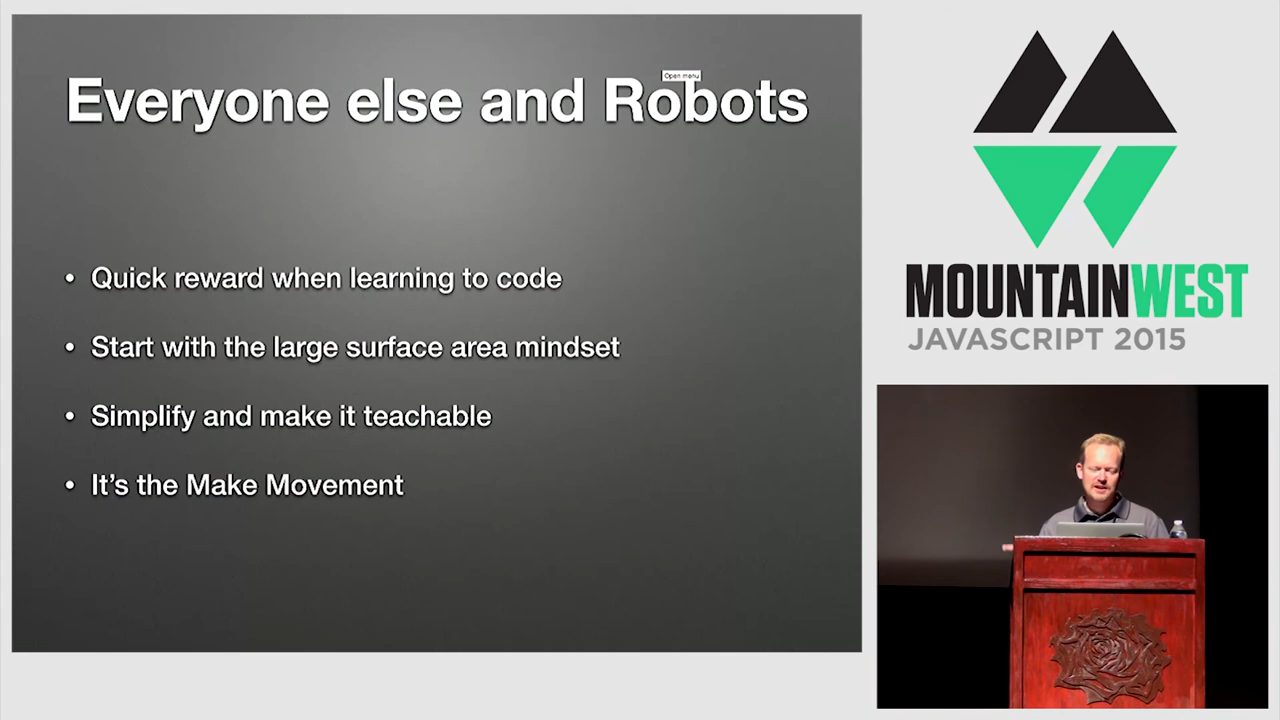 Everyone else and Robots
Open menu
• Quick reward when learning to code
• Start with the large surface area mindset
• Simplify and make it teachable
• It's the Make Movement
MOUNTAINWEST
JAVASCRIPT 2015